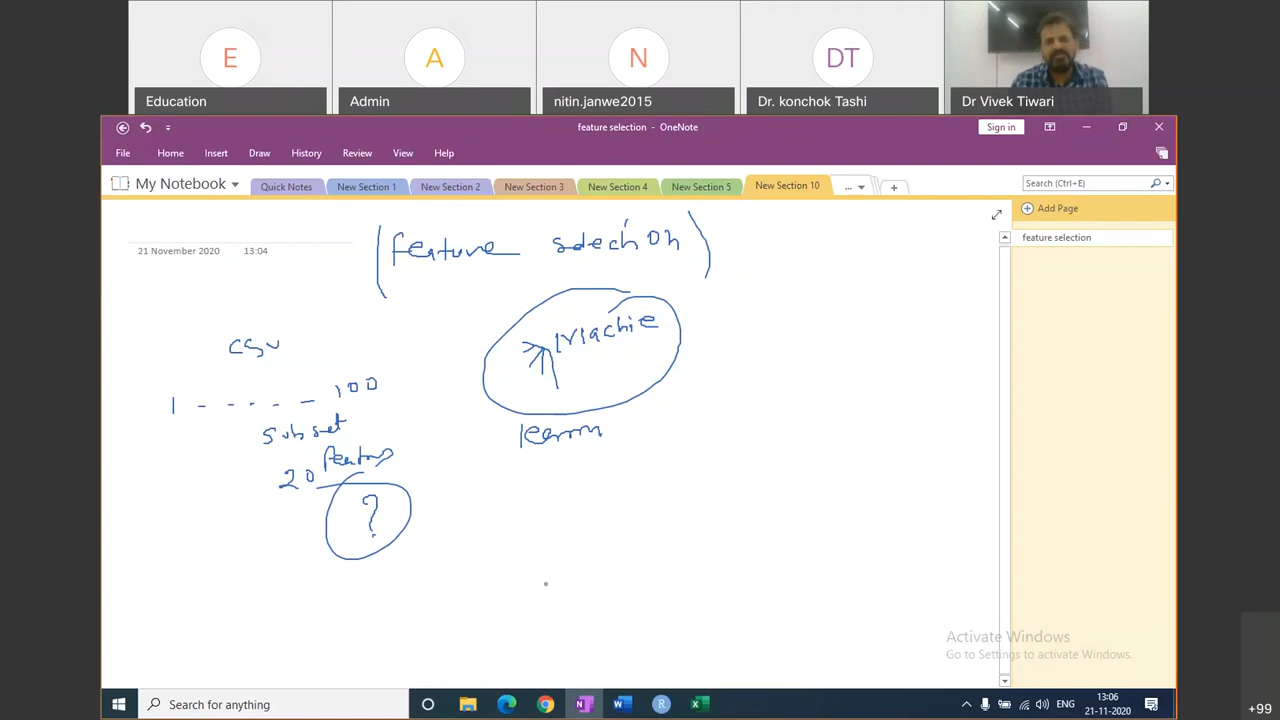 E
A
N
DT
Education
Admin
nitin.janwe2015
Dr. konchok Tashi
Dr Vivek Tiwari
feature selection - OneNote
Sign in
File Home Insert Draw History Review View Help
My Notebook
Quick Notes
New Section 1
New Section 2
New Section 3
New Section 4
New Section 5
New Section 10
...
+
Search (Ctrl+E)
Add Page
feature selection
21 November 2020 13:04
(feature selection)
Machie
csv
1 - - - - - 100
subset
20 features
?
learn
Activate Windows
Go to Settings to activate Windows.
Search for anything
ENG
13:06
21-11-2020
+99